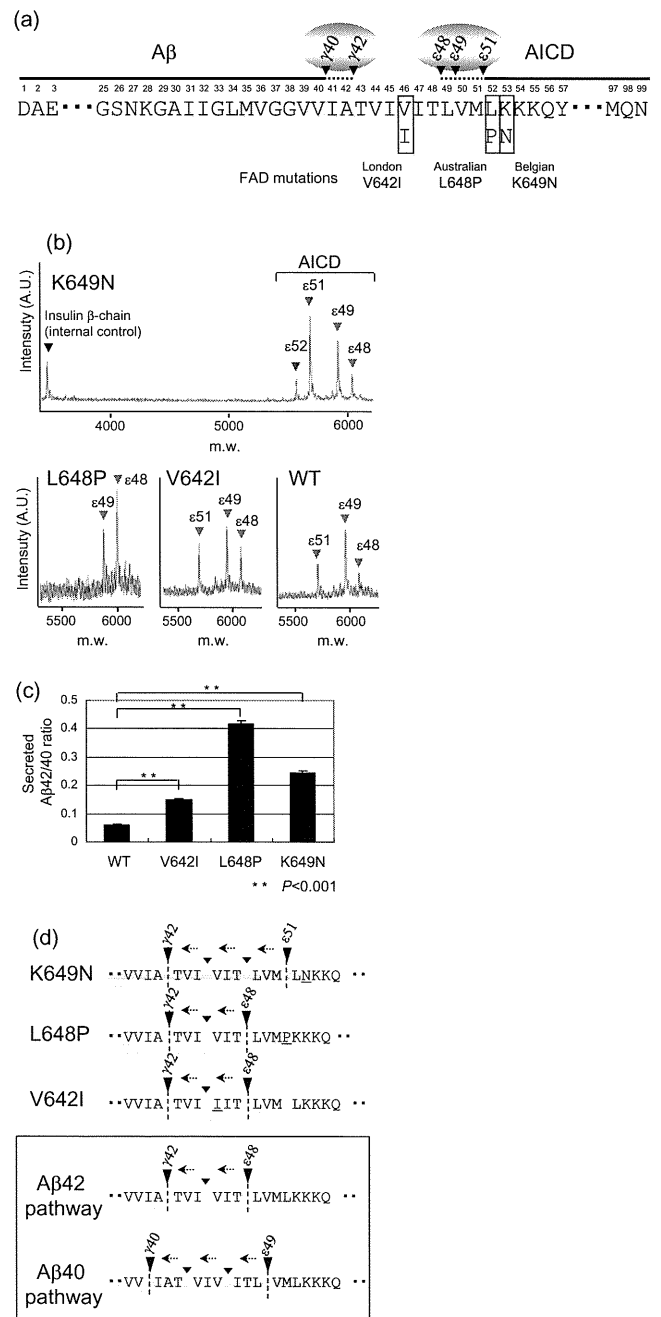 (a)
γ40 γ42 ε48 ε49 ε51
Aβ AICD
1 2 3 25 26 27 28 29 30 31 32 33 34 35 36 37 38 39 40 41 42 43 44 45 46 47 48 49 50 51 52 53 54 55 56 57 97 98 99
DAE▪▪▪GSNKGAIIGLMVGGVVIATVIVITLVMLKKKQY▪▪▪MQN
I P N
FAD mutations
London
V642I
Australian
L648P
Belgian
K649N
(b)
K649N
AICD
Intensuty (A.U.)
Insulin β-chain
(internal control)
ε52
ε51
ε49
ε48
4000 5000 6000
m.w.
L648P
ε49
ε48
Intensuty (A.U.)
5500 6000
m.w.
V642I
ε51
ε49
ε48
5500 6000
m.w.
WT
ε51
ε49
ε48
5500 6000
m.w.
(c)
Secreted
Aβ42/40 ratio
0.5
0.4
0.3
0.2
0.1
0
**
**
**
WT V642I L648P K649N
** P<0.001
(d)
γ42 ε51
K649N ▪▪VVIA TVI VIT LVM LNKKQ ▪▪
γ42 ε48
L648P ▪▪VVIA TVI VIT LVMPKKKQ ▪▪
γ42 ε48
V642I ▪▪VVIA TVI IIT LVM LKKKQ ▪▪
γ42 ε48
Aβ42
pathway
▪▪VVIA TVI VIT LVMLKKKQ ▪▪
γ40 ε49
Aβ40
pathway
▪▪VV IAT VIV ITL VMLKKKQ ▪▪